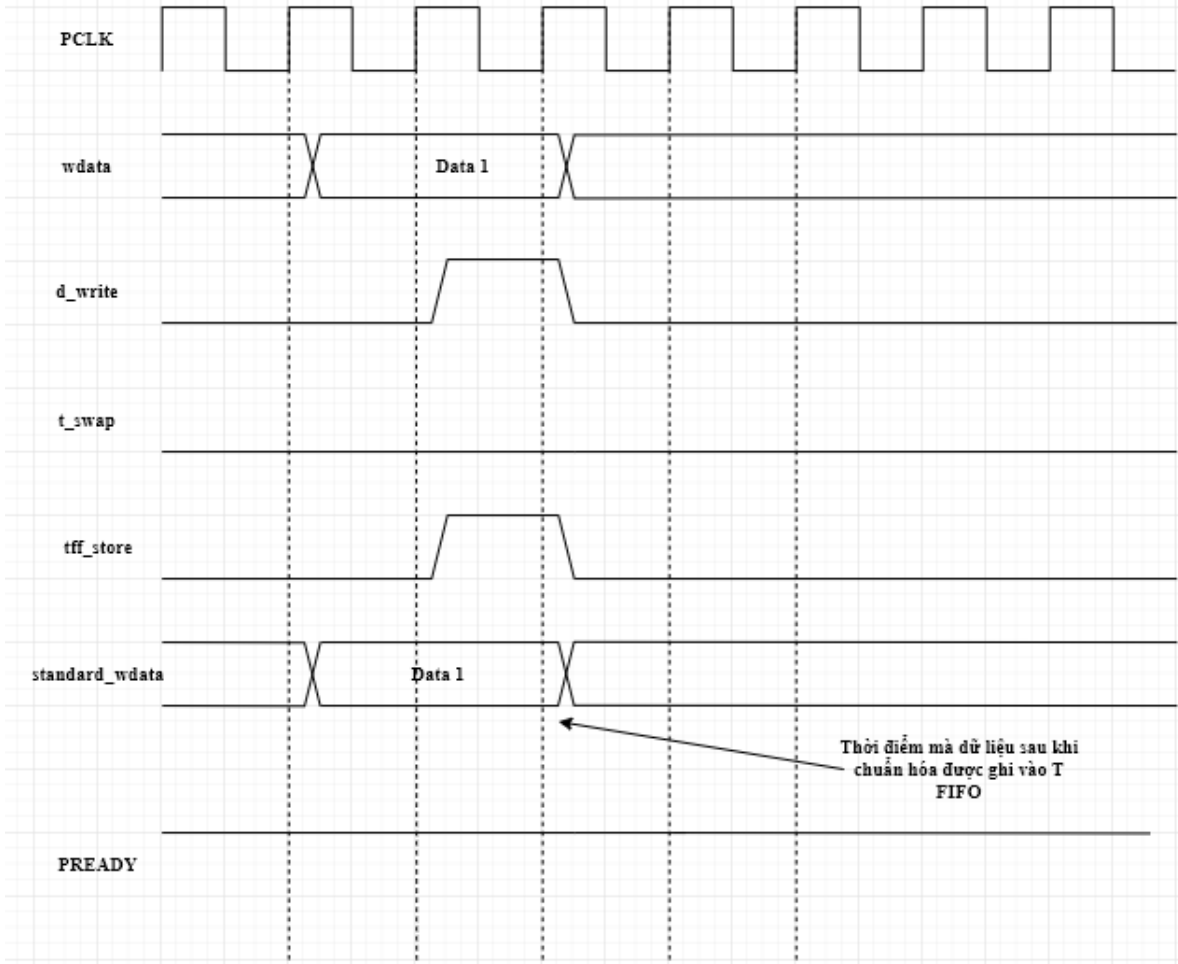 PCLK
wdata
Data 1
d_write
t_swap
tff_store
standard_wdata
Data 1
Thời điểm mà dữ liệu sau khi
chuẩn hóa được ghi vào T
FIFO
PREADY